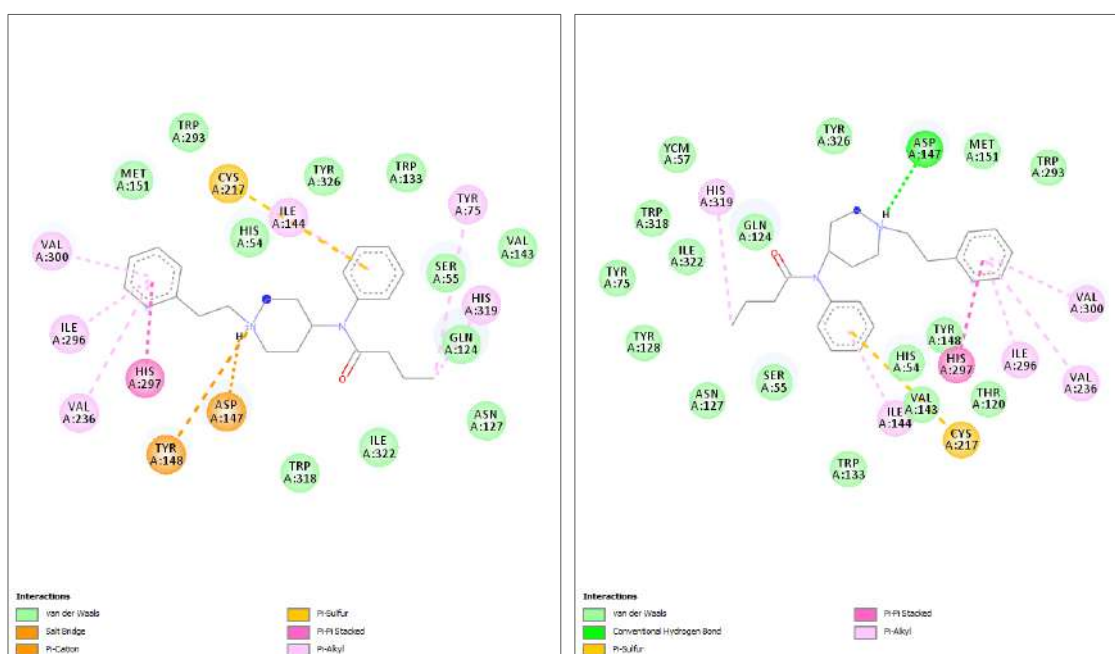 TRP
A:293
MET
A:151
CYS
A:217
TYR
A:326
TRP
A:133
ILE
A:144
TYR
A:75
HIS
A:54
VAL
A:300
SER
A:55
VAL
A:143
HIS
A:319
ILE
A:296
H
N
N
GLN
A:124
HIS
A:297
O
VAL
A:236
ASP
A:147
ASN
A:127
TYR
A:148
ILE
A:322
TRP
A:318
Interactions
van der Waals
Salt Bridge
Pi-Cation
Pi-Sulfur
Pi-Pi Stacked
Pi-Alkyl
TYR
A:326
ASP
A:147
MET
A:151
YCM
A:57
TRP
A:293
HIS
A:319
TRP
A:318
GLN
A:124
H
N
ILE
A:322
O
TYR
A:75
N
VAL
A:300
TYR
A:128
TYR
A:148
HIS
A:54
HIS
A:297
ILE
A:296
SER
A:55
VAL
A:236
ASN
A:127
THR
A:120
VAL
A:143
ILE
A:144
CYS
A:217
TRP
A:133
Interactions
van der Waals
Conventional Hydrogen Bond
Pi-Sulfur
Pi-Pi Stacked
Pi-Alkyl